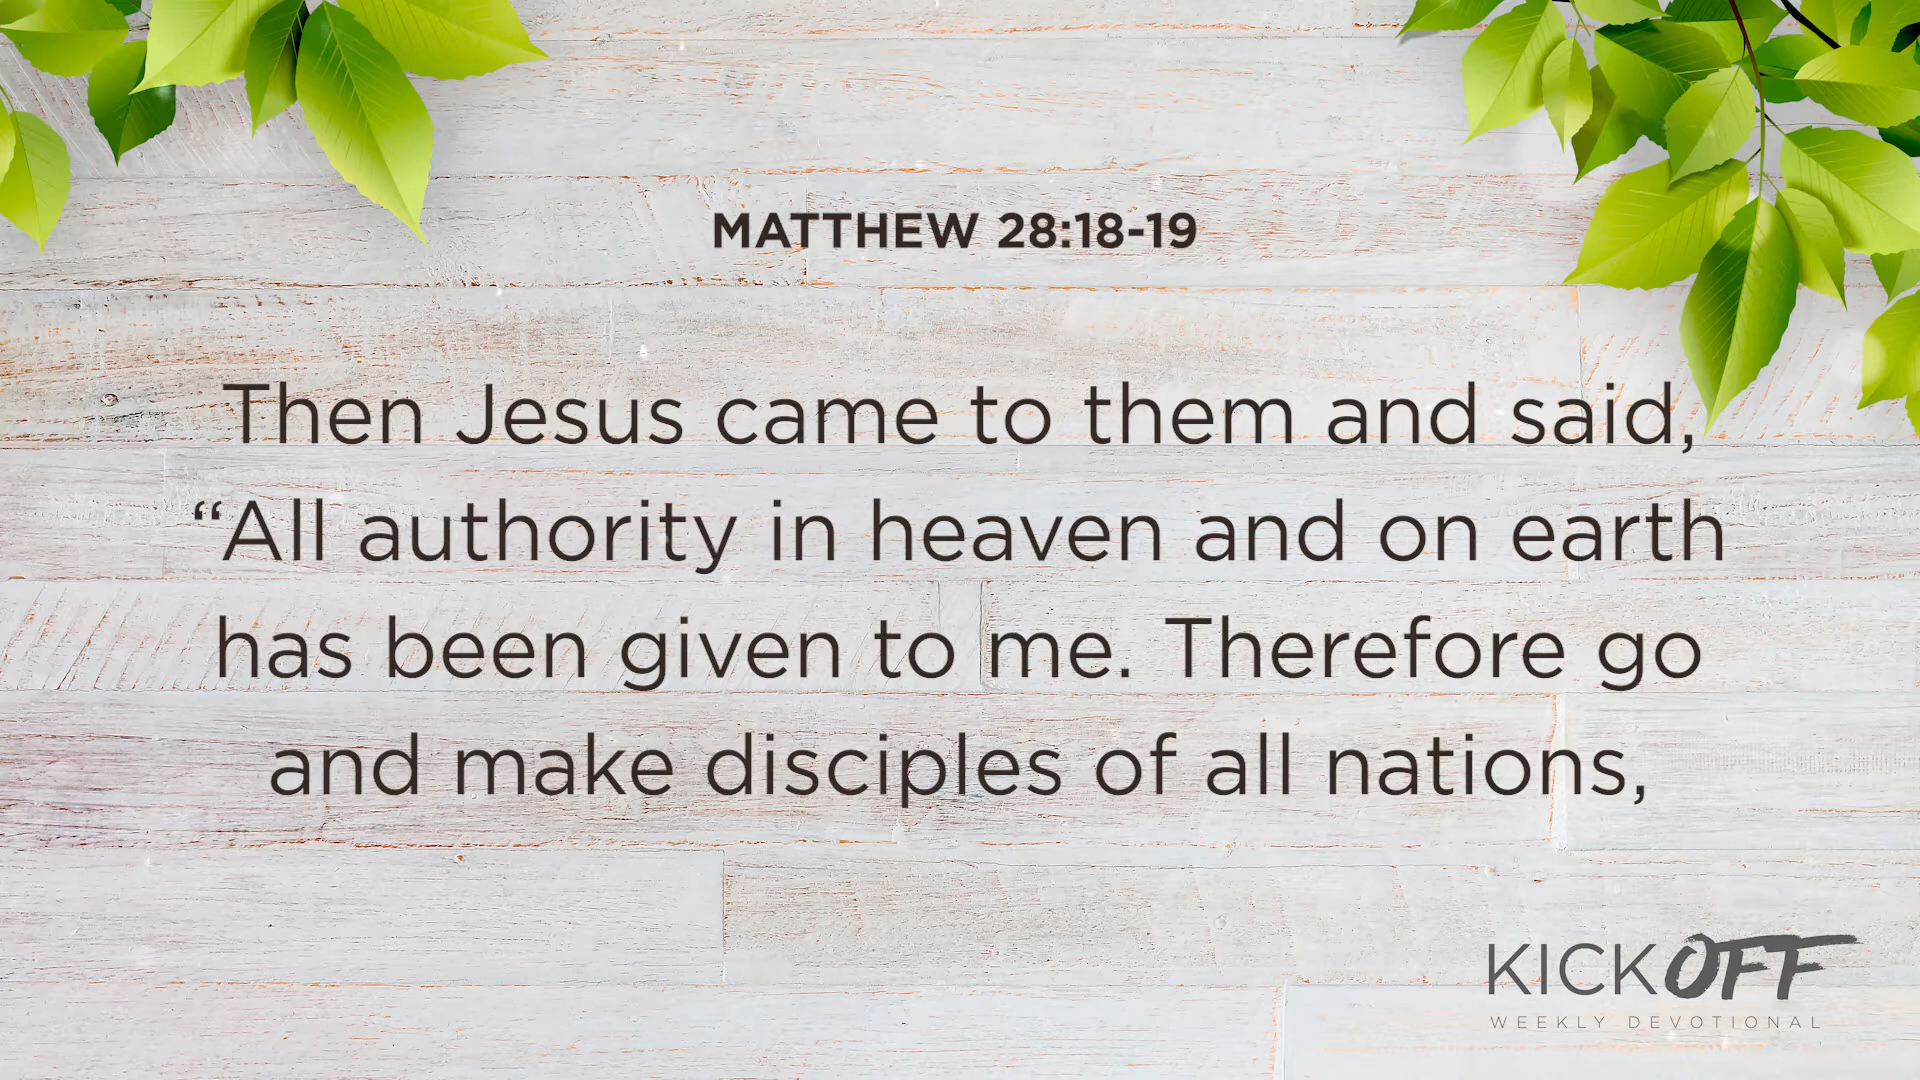 MATTHEW 28:18-19
Then Jesus came to them and said,
“All authority in heaven and on earth
has been given to me. Therefore go
and make disciples of all nations,
KICKOFF
WEEKLY DEVOTIONAL